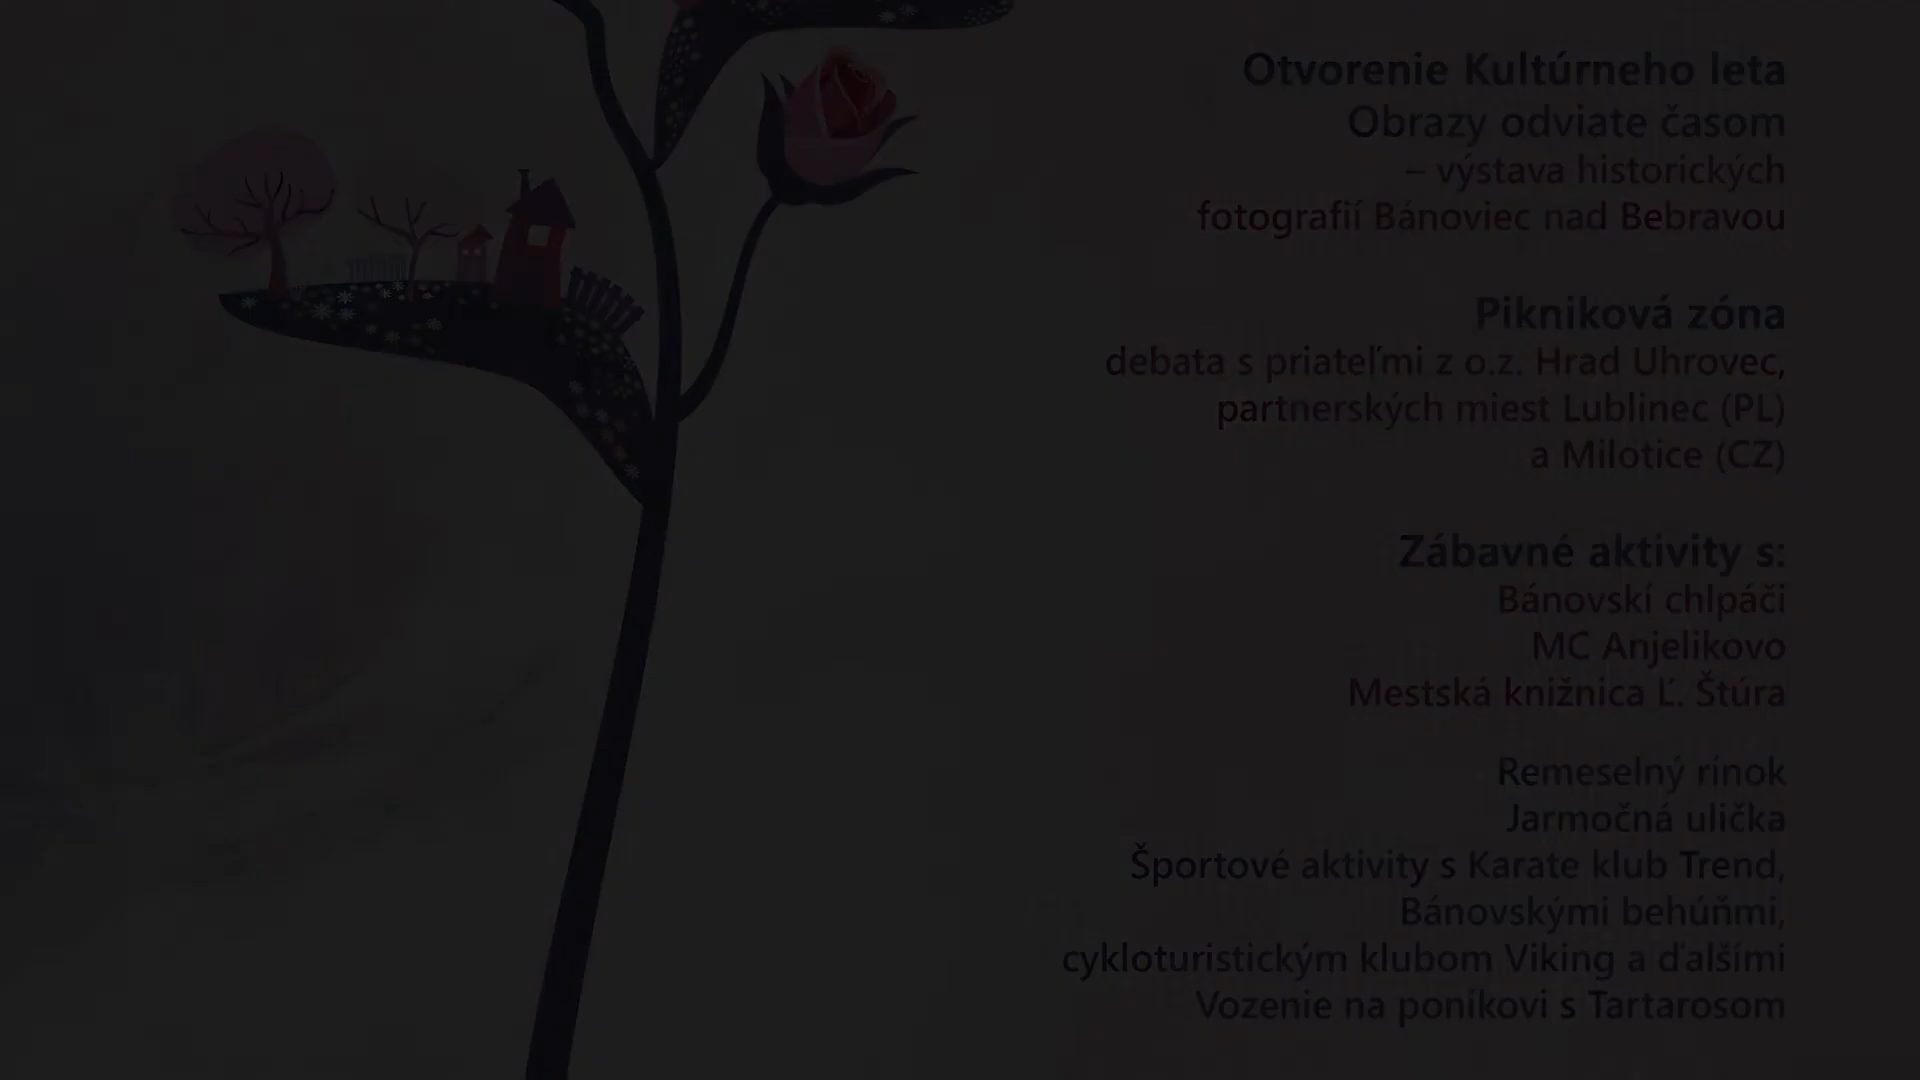 Otvorenie Kultúrneho leta
Obrazy odviate časom
– výstava historických
fotografií Bánoviec nad Bebravou
Pikniková zóna
debata s priateľmi z o.z. Hrad Uhrovec,
partnerských miest Lublinec (PL)
a Milotice (CZ)
Zábavné aktivity s:
Bánovskí chlpáči
MC Anjelikovo
Mestská knižnica Ľ. Štúra
Remeselný rínok
Jarmočná ulička
Športové aktivity s Karate klub Trend,
Bánovskými behúňmi,
cykloturistickým klubom Viking a ďalšími
Vozenie na poníkovi s Tartarosom